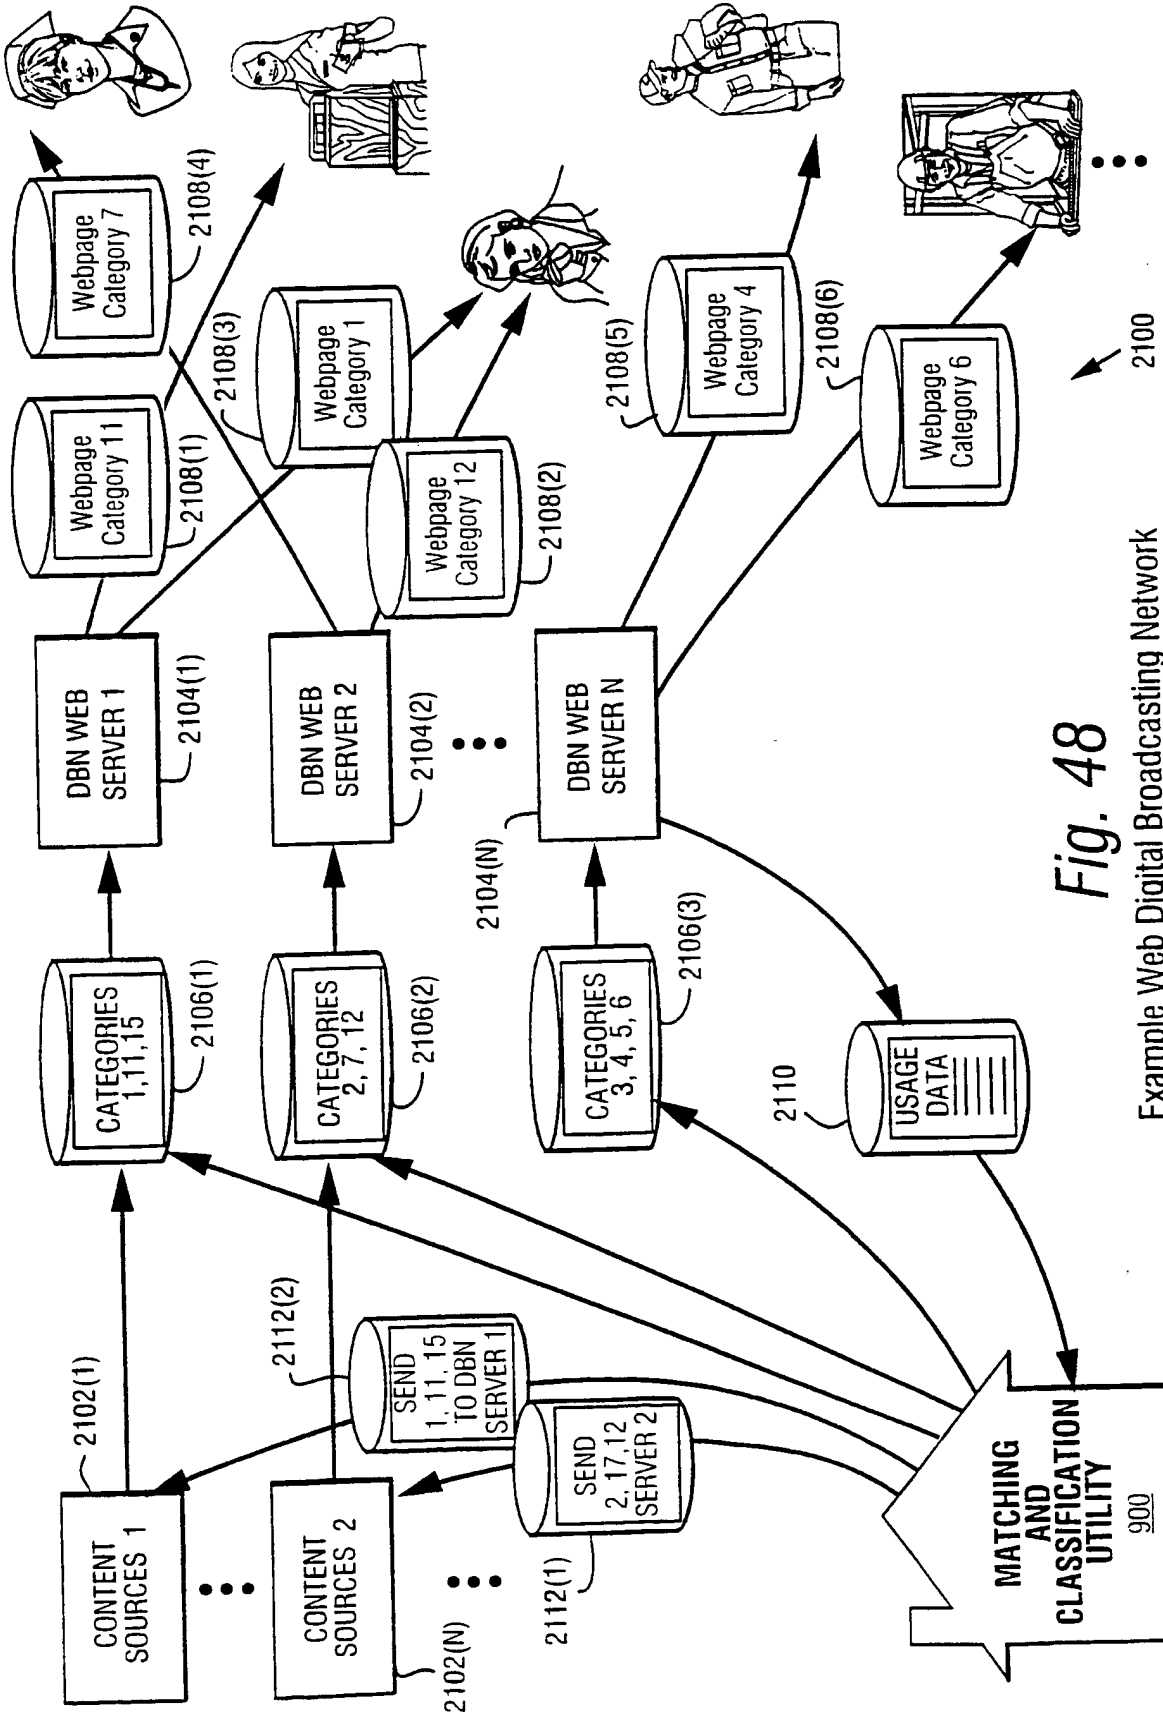 CONTENT
SOURCES 1
2102(1)
CONTENT
SOURCES 2
2102(N)
SEND
1, 11, 15
TO DBN
SERVER 1
2112(2)
SEND
2, 17, 12
SERVER 2
2112(1)
MATCHING
AND
CLASSIFICATION
UTILITY
900
CATEGORIES
1,11,15
2106(1)
CATEGORIES
2, 7, 12
2106(2)
CATEGORIES
3, 4, 5, 6
2106(3)
USAGE
DATA
2110
DBN WEB
SERVER 1
2104(1)
DBN WEB
SERVER 2
2104(2)
DBN WEB
SERVER N
2104(N)
Webpage
Category 11
2108(1)
Webpage
Category 7
2108(4)
Webpage
Category 1
2108(3)
Webpage
Category 12
2108(2)
Webpage
Category 4
2108(5)
Webpage
Category 6
2108(6)
2100
Fig. 48
Example Web Digital Broadcasting Network